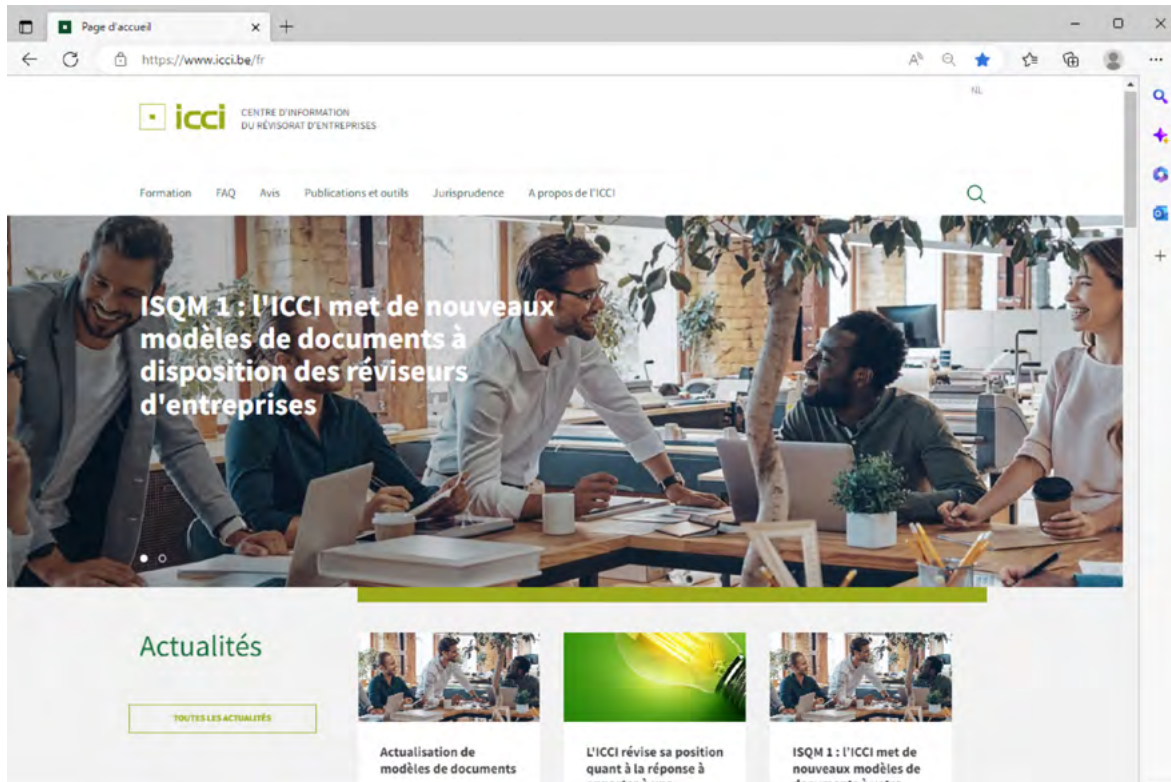 Page d'accueil
https://www.icci.be/fr
NL
icci
CENTRE D'INFORMATION
DU RÉVISORAT D'ENTREPRISES
Formation FAQ Avis Publications et outils Jurisprudence A propos de l'ICCI
ISQM 1 : l'ICCI met de nouveaux
modèles de documents à
disposition des réviseurs
d'entreprises
Actualités
TOUTES LES ACTUALITÉS
Actualisation de
modèles de documents
L'ICCI révise sa position
quant à la réponse à
ISQM 1 : l'ICCI met de
nouveaux modèles de